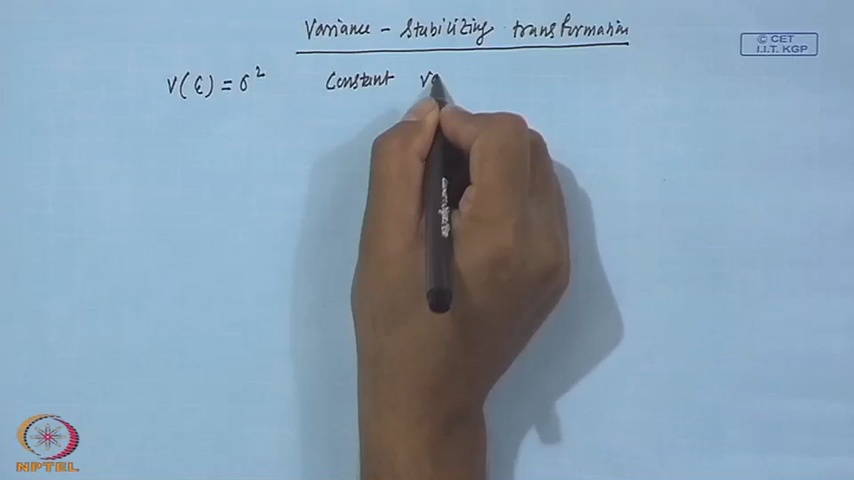 Variance - Stabilizing transformation
© CET
I.I.T. KGP
V(ε) = σ² Constant
NPTEL